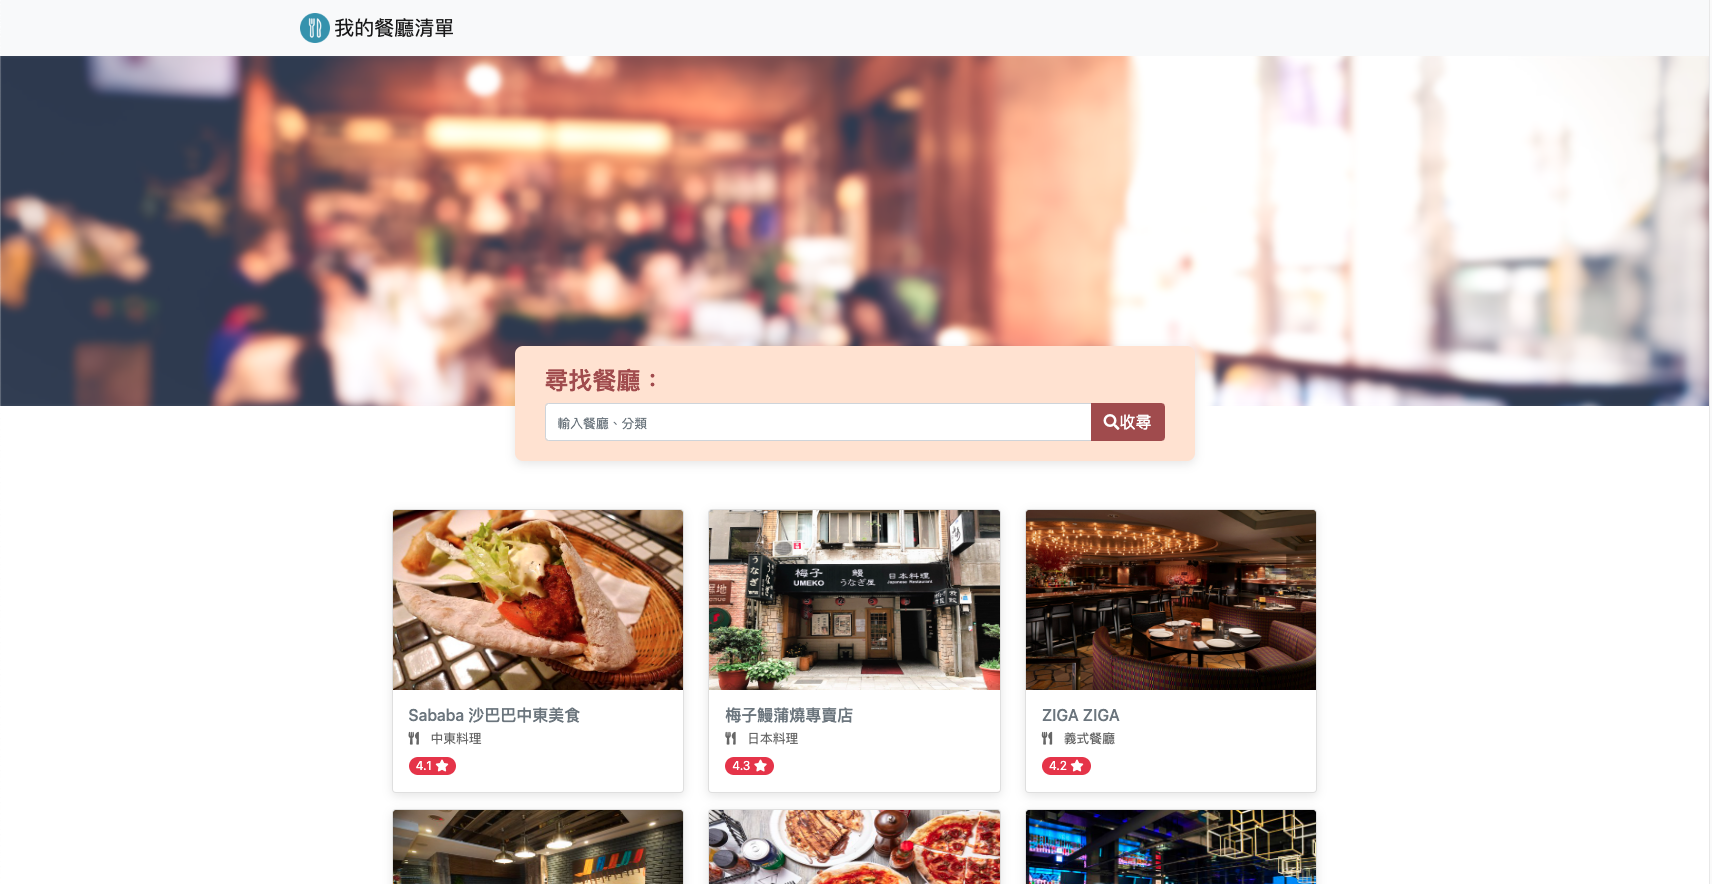 我的餐廳清單
尋找餐廳：
輸入餐廳、分類
收尋
梅子 鰻 日本料理
UMEKO うなぎ屋 Japanese Restaurant
うなぎ
Sababa 沙巴巴中東美食
中東料理
4.1
梅子鰻蒲燒專賣店
日本料理
4.3
ZIGA ZIGA
義式餐廳
4.2